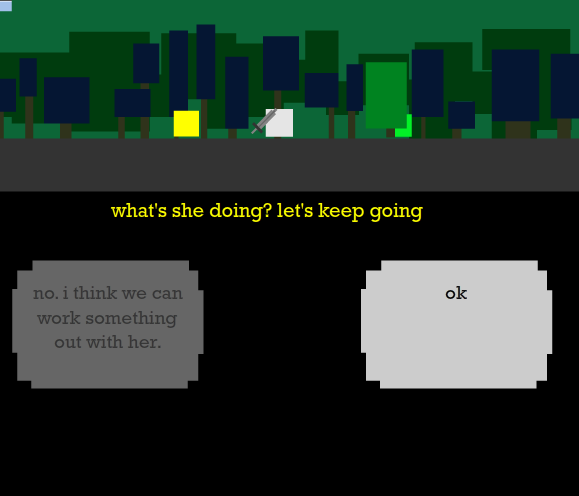 what's she doing? let's keep going
no. i think we can
work something
out with her.
ok